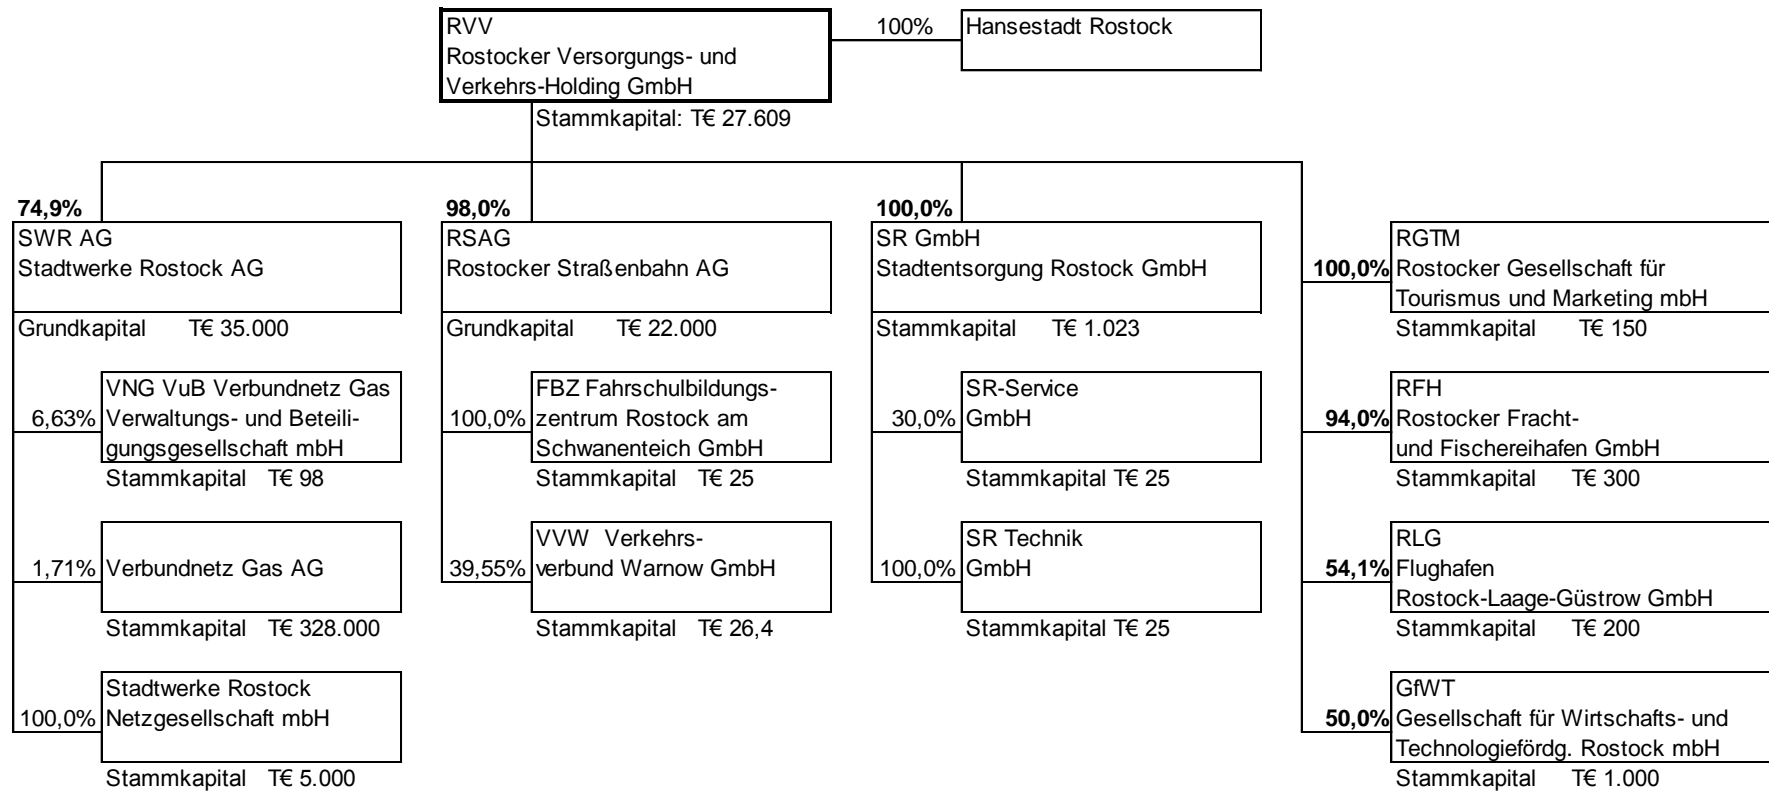 RVV
Rostocker Versorgungs- und
Verkehrs-Holding GmbH
Stammkapital: T€ 27.609
100%
Hansestadt Rostock
74,9%
SWR AG
Stadtwerke Rostock AG
Grundkapital T€ 35.000
6,63%
VNG VuB Verbundnetz Gas
Verwaltungs- und Beteili-
gungsgesellschaft mbH
Stammkapital T€ 98
1,71%
Verbundnetz Gas AG
Stammkapital T€ 328.000
100,0%
Stadtwerke Rostock
Netzgesellschaft mbH
Stammkapital T€ 5.000
98,0%
RSAG
Rostocker Straßenbahn AG
Grundkapital T€ 22.000
100,0%
FBZ Fahrschulbildungs-
zentrum Rostock am
Schwanenteich GmbH
Stammkapital T€ 25
39,55%
VVW Verkehrs-
verbund Warnow GmbH
Stammkapital T€ 26,4
100,0%
SR GmbH
Stadtentsorgung Rostock GmbH
Stammkapital T€ 1.023
30,0%
SR-Service
GmbH
Stammkapital T€ 25
100,0%
SR Technik
GmbH
Stammkapital T€ 25
100,0%
RGTM
Rostocker Gesellschaft für
Tourismus und Marketing mbH
Stammkapital T€ 150
94,0%
RFH
Rostocker Fracht-
und Fischereihafen GmbH
Stammkapital T€ 300
54,1%
RLG
Flughafen
Rostock-Laage-Güstrow GmbH
Stammkapital T€ 200
50,0%
GfWT
Gesellschaft für Wirtschafts- und
Technologiefördg. Rostock mbH
Stammkapital T€ 1.000